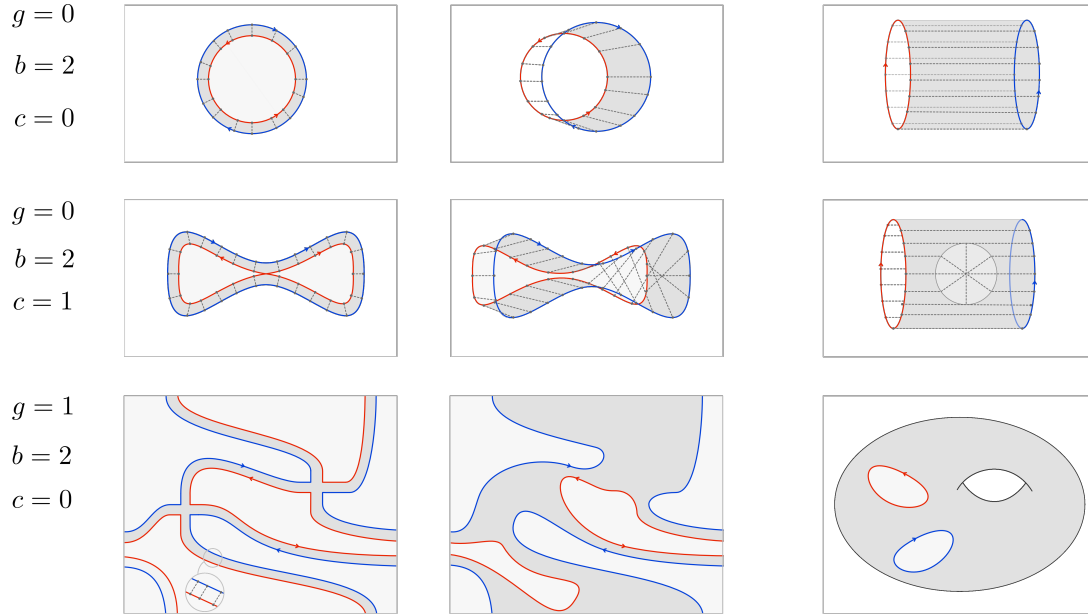 g = 0
b = 2
c = 0
g = 0
b = 2
c = 1
g = 1
b = 2
c = 0